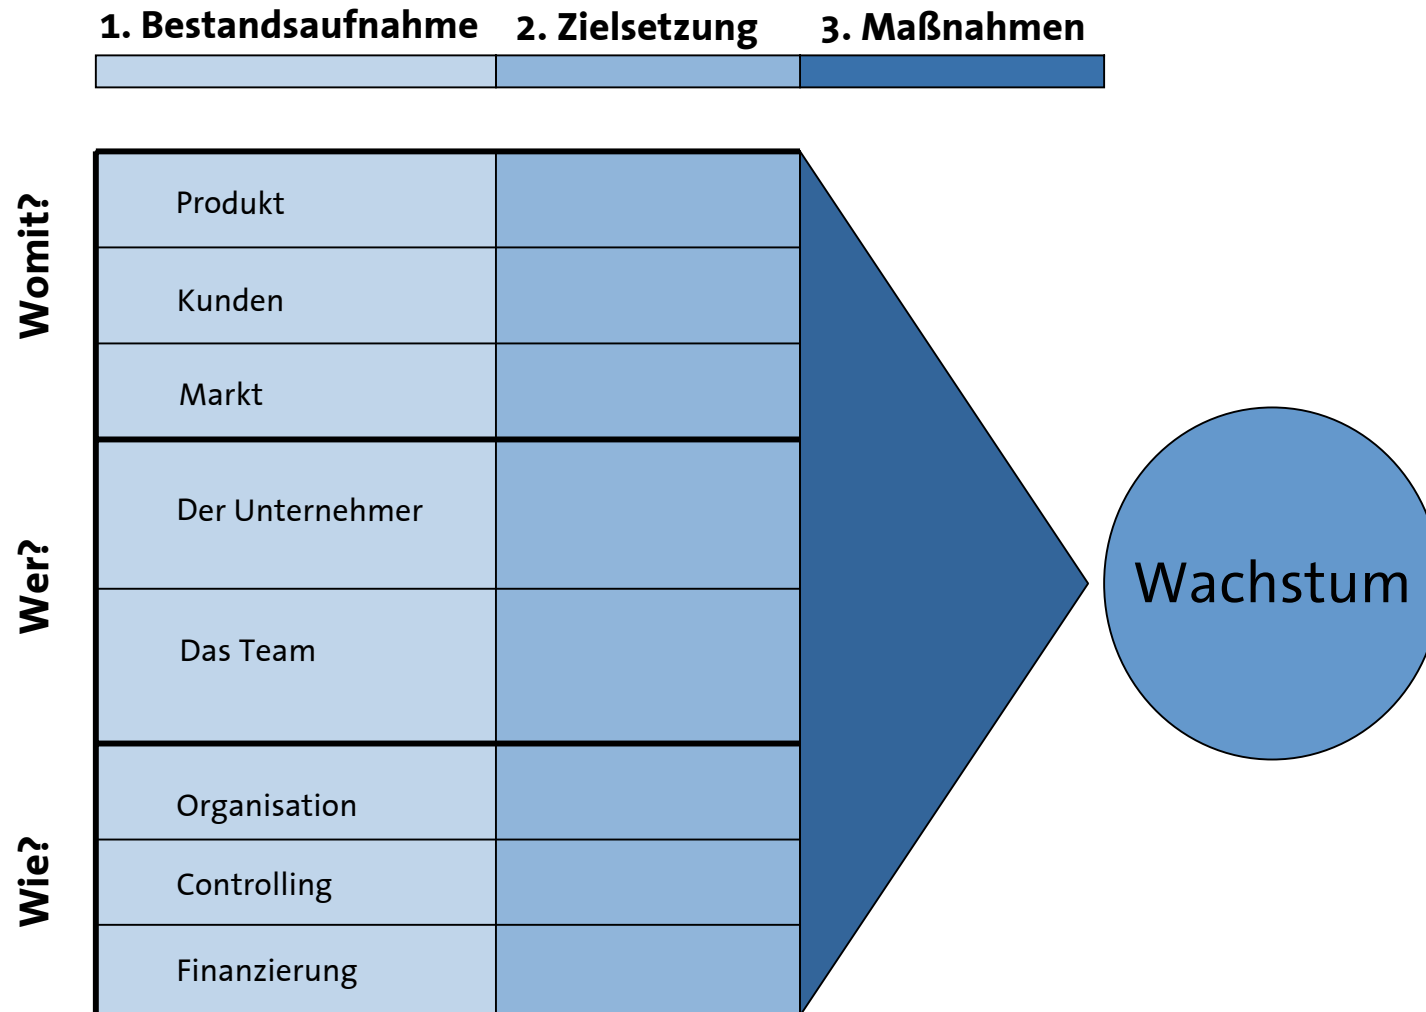 1. Bestandsaufnahme 2. Zielsetzung 3. Maßnahmen
Womit?
Produkt
Kunden
Markt
Wer?
Der Unternehmer
Das Team
Wie?
Organisation
Controlling
Finanzierung
Wachstum